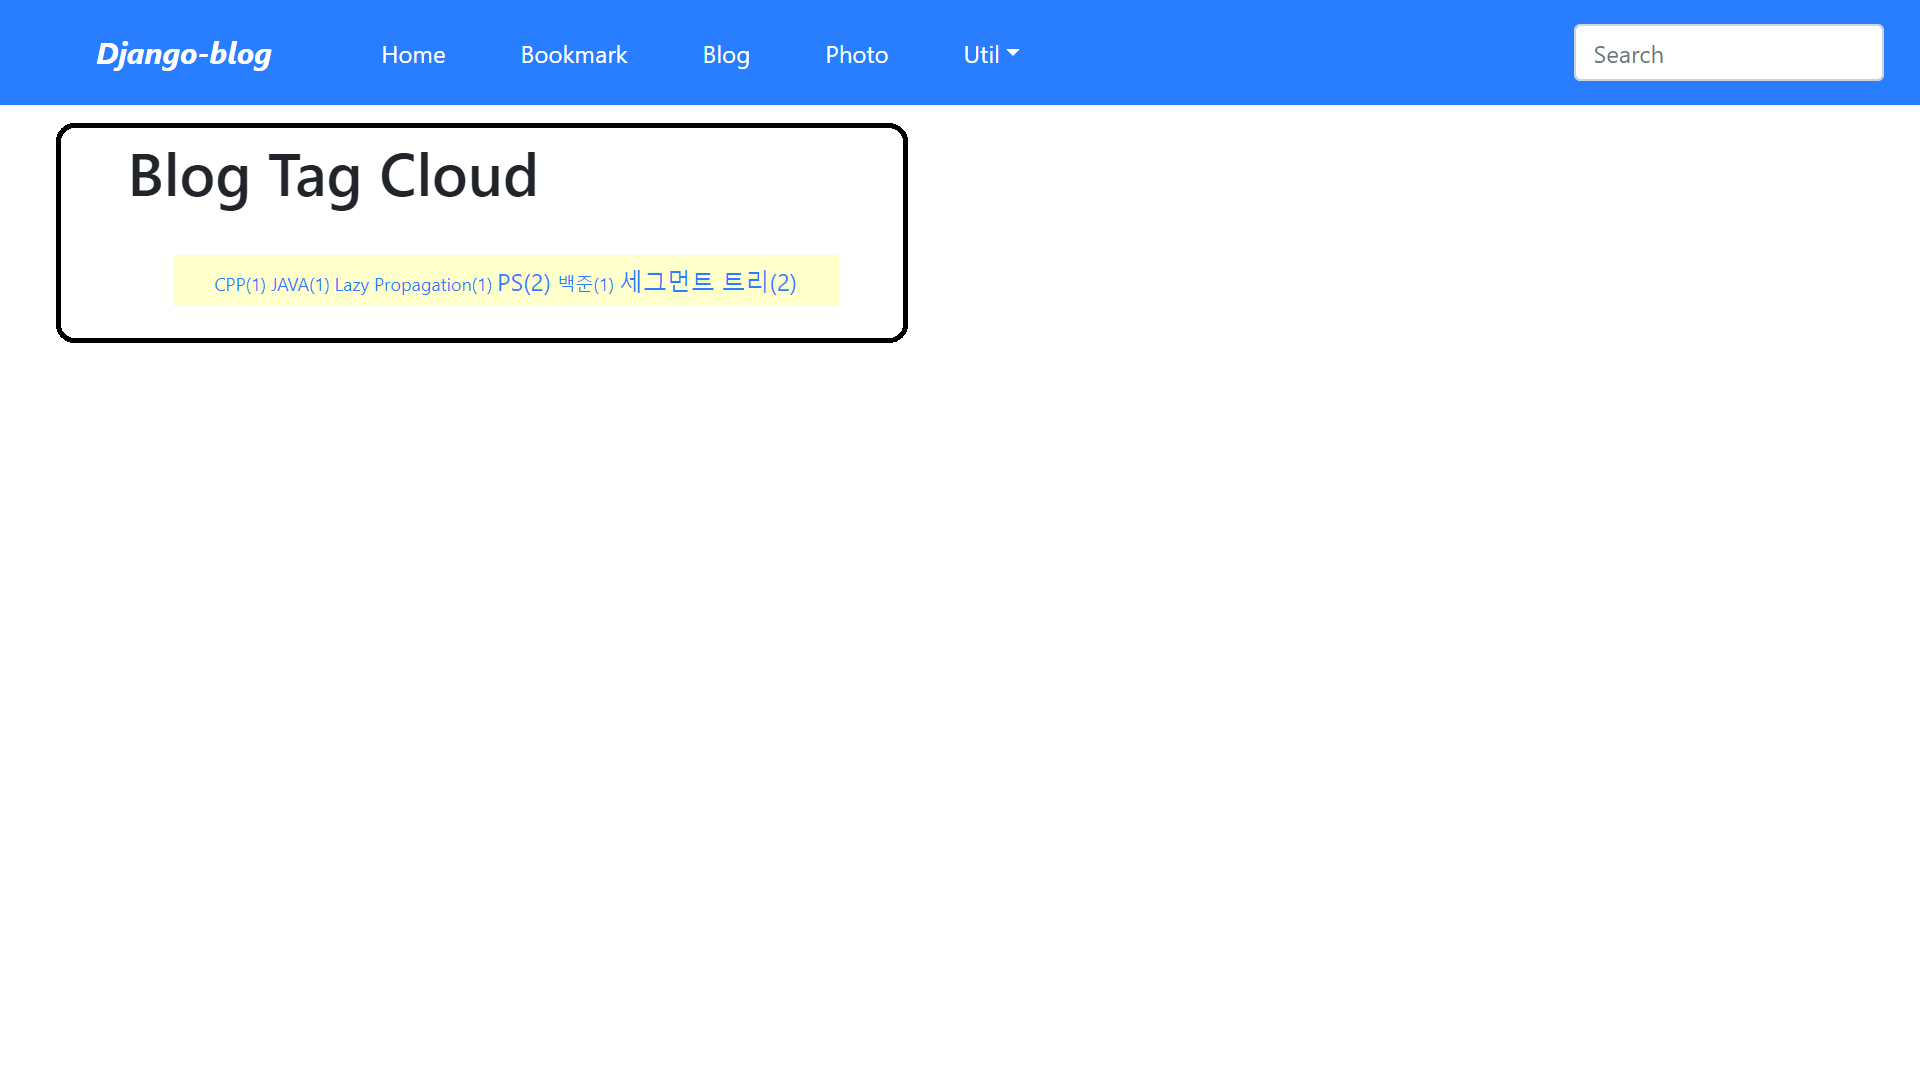 Django-blog Home Bookmark Blog Photo Util Search
Blog Tag Cloud
CPP(1) JAVA(1) Lazy Propagation(1) PS(2) 백준(1) 세그먼트 트리(2)